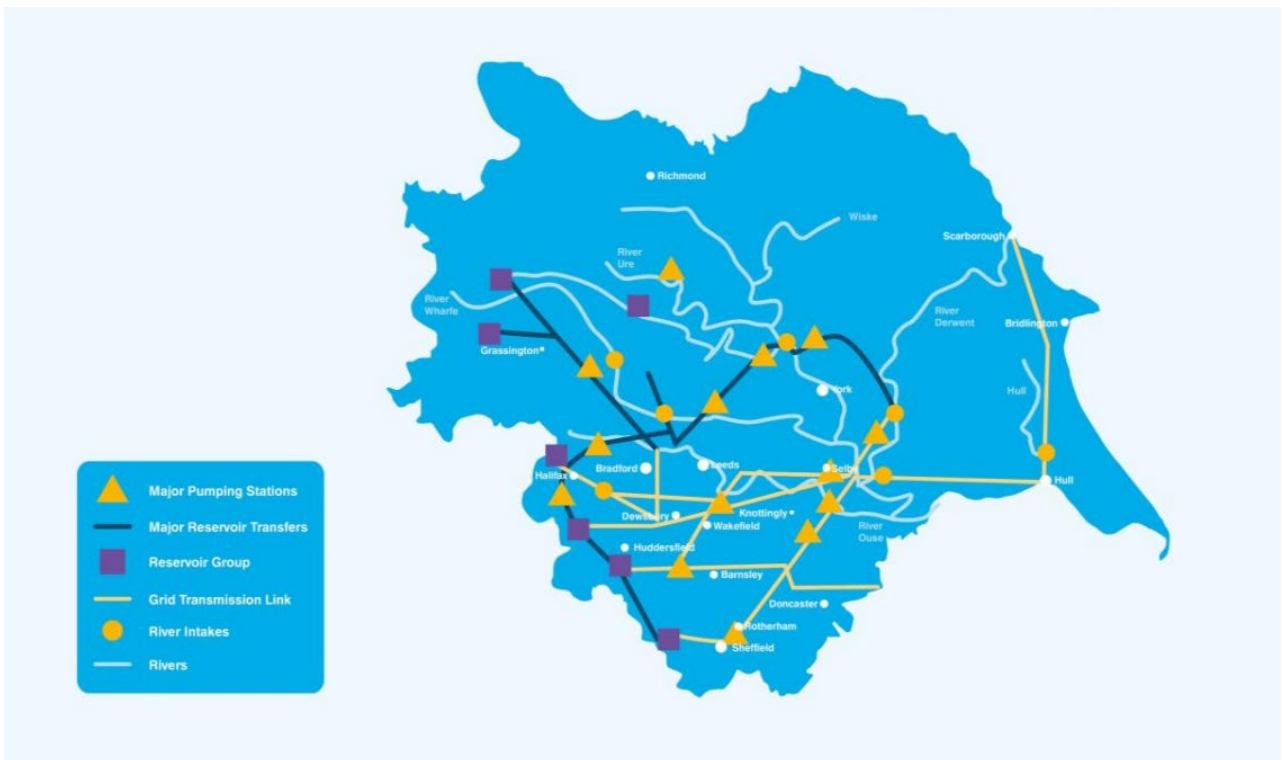 Richmond
Wiske
Scarborough
River
Ure
River
Wharfe
River
Derwent
Bridlington
Grassington
York
Hull
Bradford
Leeds
Selby
Halifax
Hull
Dewsbury
Knottingly
Wakefield
River
Ouse
Huddersfield
Barnsley
Doncaster
Rotherham
Sheffield
Major Pumping Stations
Major Reservoir Transfers
Reservoir Group
Grid Transmission Link
River Intakes
Rivers